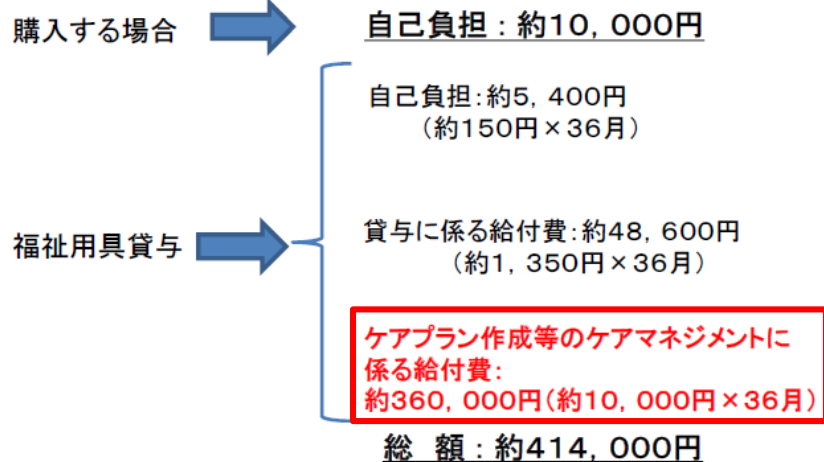 購入する場合
自己負担：約10，000円
自己負担：約5，400円
（約150円×36月）
福祉用具貸与
貸与に係る給付費：約48，600円
（約1，350円×36月）
ケアプラン作成等のケアマネジメントに
係る給付費：
約360，000円（約10，000円×36月）
総　額：約414，000円